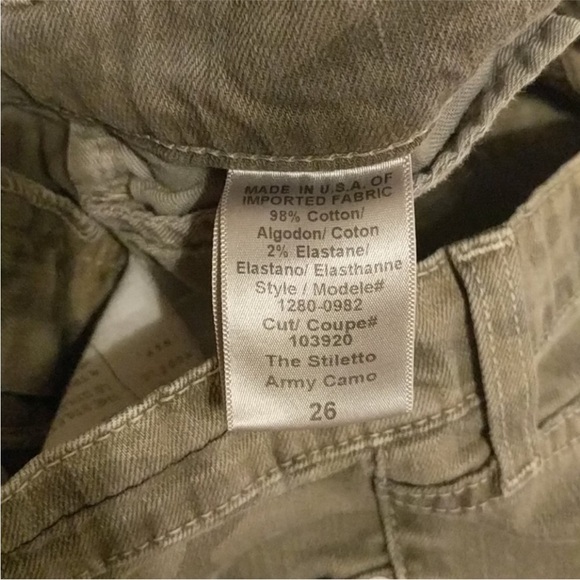 MADE IN U.S.A. OF
IMPORTED FABRIC
98% Cotton/
Algodon/ Coton
2% Elastane/
Elastano/ Elasthanne
Style / Modele#
1280-0982
Cut/ Coupe#
103920
The Stiletto
Army Camo
26